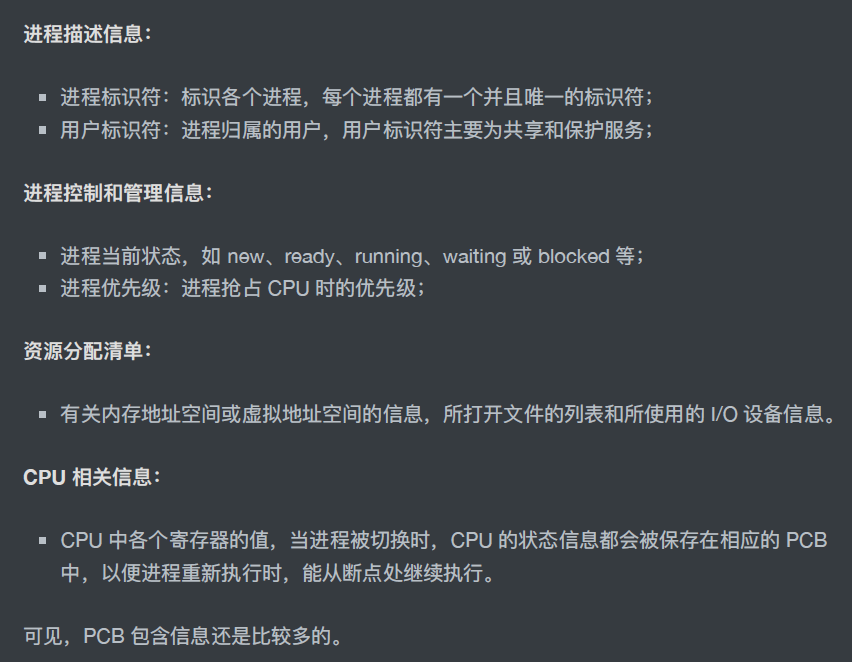 进程描述信息：
进程标识符：标识各个进程，每个进程都有一个并且唯一的标识符；
用户标识符：进程归属的用户，用户标识符主要为共享和保护服务；
进程控制和管理信息：
进程当前状态，如 new、ready、running、waiting 或 blocked 等；
进程优先级：进程抢占 CPU 时的优先级；
资源分配清单：
有关内存地址空间或虚拟地址空间的信息，所打开文件的列表和所使用的 I/O 设备信息。
CPU 相关信息：
CPU 中各个寄存器的值，当进程被切换时，CPU 的状态信息都会被保存在相应的 PCB
中，以便进程重新执行时，能从断点处继续执行。
可见，PCB 包含信息还是比较多的。